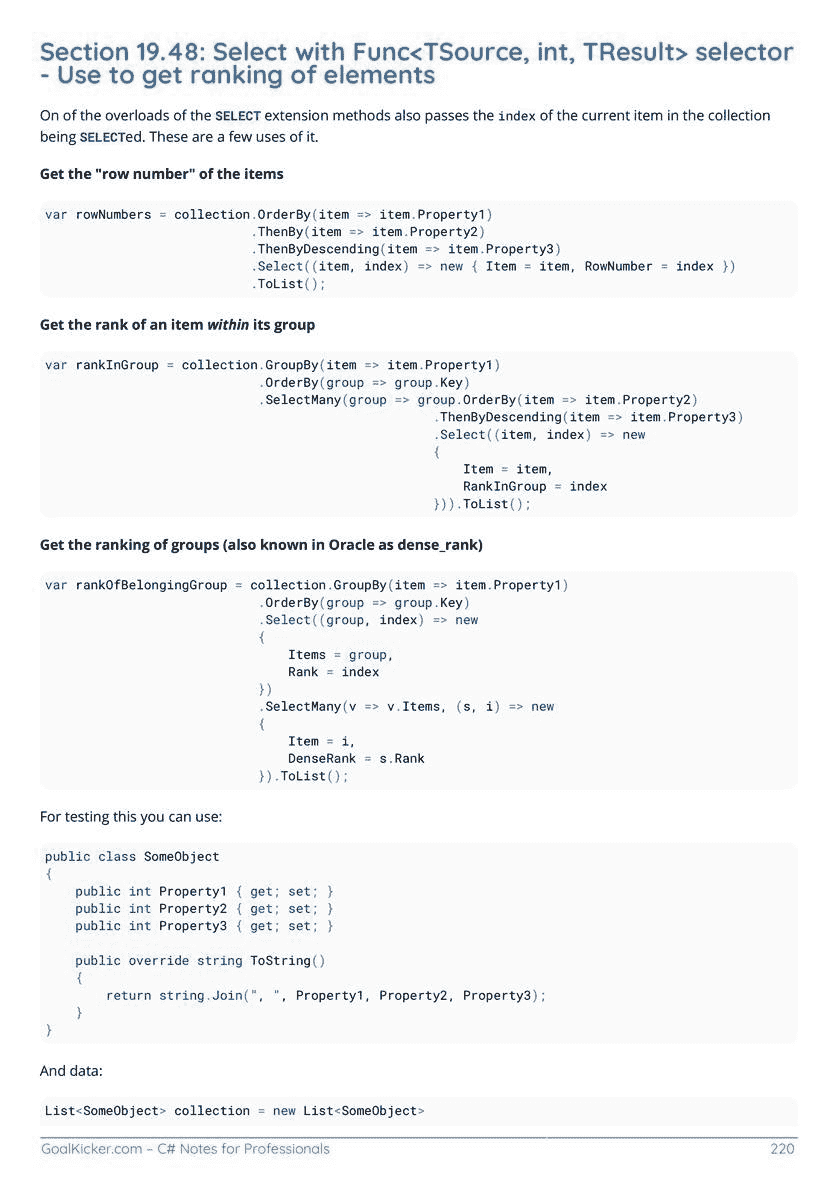 Section 19.48: Select with Func<TSource, int, TResult> selector
- Use to get ranking of elements
On of the overloads of the SELECT extension methods also passes the index of the current item in the collection
being SELECTed. These are a few uses of it.
Get the "row number" of the items
var rowNumbers = collection.OrderBy(item => item.Property1)
                           .ThenBy(item => item.Property2)
                           .ThenByDescending(item => item.Property3)
                           .Select((item, index) => new { Item = item, RowNumber = index })
                           .ToList();
Get the rank of an item within its group
var rankInGroup = collection.GroupBy(item => item.Property1)
                            .OrderBy(group => group.Key)
                            .SelectMany(group => group.OrderBy(item => item.Property2)
                                                   .ThenByDescending(item => item.Property3)
                                                   .Select((item, index) => new
                                                   {
                                                       Item = item,
                                                       RankInGroup = index
                                                   })).ToList();
Get the ranking of groups (also known in Oracle as dense_rank)
var rankOfBelongingGroup = collection.GroupBy(item => item.Property1)
                            .OrderBy(group => group.Key)
                            .Select((group, index) => new
                            {
                                Items = group,
                                Rank = index
                            })
                            .SelectMany(v => v.Items, (s, i) => new
                            {
                                Item = i,
                                DenseRank = s.Rank
                            }).ToList();
For testing this you can use:
public class SomeObject
{
    public int Property1 { get; set; }
    public int Property2 { get; set; }
    public int Property3 { get; set; }
    public override string ToString()
    {
        return string.Join(", ", Property1, Property2, Property3);
    }
}
And data:
List<SomeObject> collection = new List<SomeObject>
GoalKicker.com – C# Notes for Professionals 220